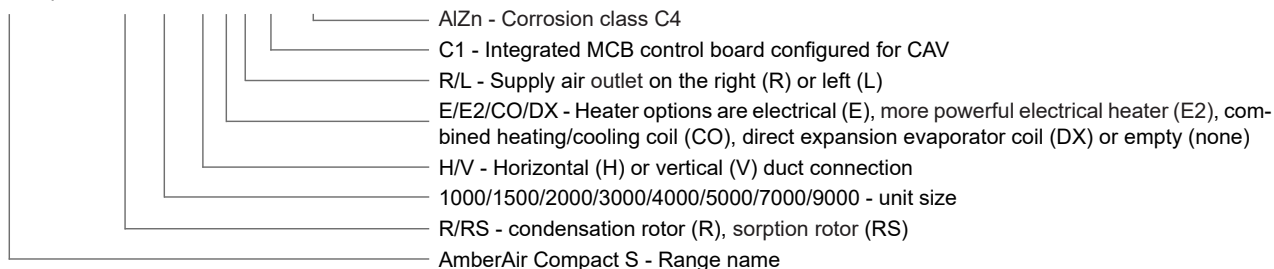 AlZn - Corrosion class C4
C1 - Integrated MCB control board configured for CAV
R/L - Supply air outlet on the right (R) or left (L)
E/E2/CO/DX - Heater options are electrical (E), more powerful electrical heater (E2), com-
bined heating/cooling coil (CO), direct expansion evaporator coil (DX) or empty (none)
H/V - Horizontal (H) or vertical (V) duct connection
1000/1500/2000/3000/4000/5000/7000/9000 - unit size
R/RS - condensation rotor (R), sorption rotor (RS)
AmberAir Compact S - Range name